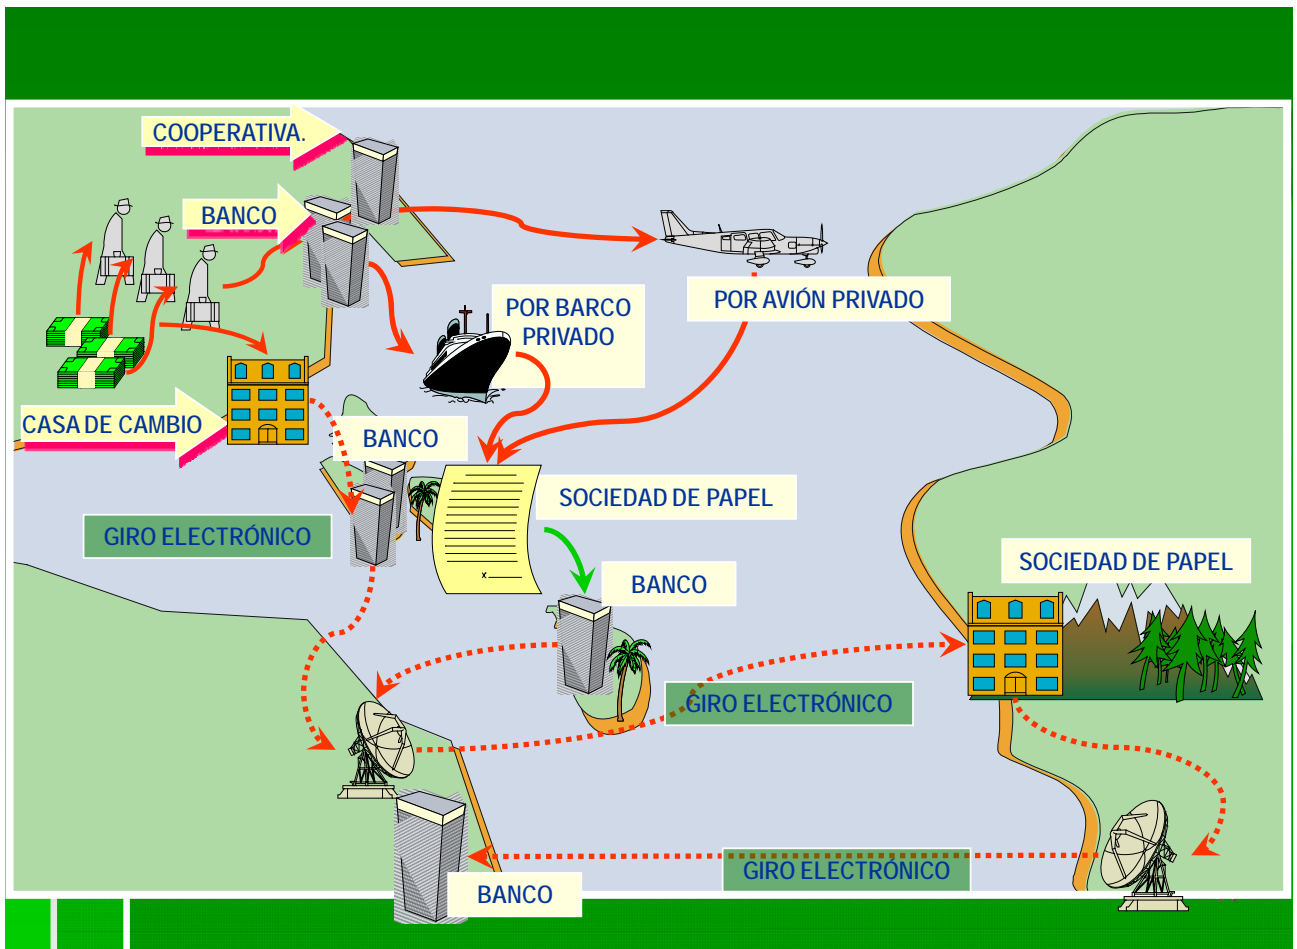 COOPERATIVA.
BANCO
POR BARCO
PRIVADO
POR AVIÓN PRIVADO
CASA DE CAMBIO
BANCO
SOCIEDAD DE PAPEL
GIRO ELECTRÓNICO
x
SOCIEDAD DE PAPEL
BANCO
GIRO ELECTRÓNICO
GIRO ELECTRÓNICO
BANCO